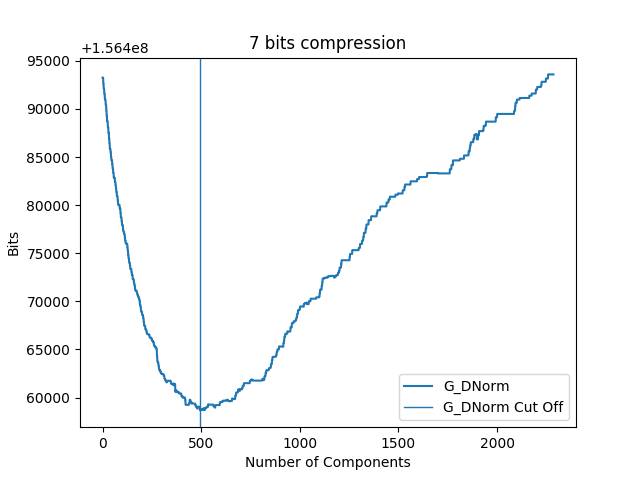 7 bits compression
+1.564e8
95000
90000
85000
80000
75000
70000
65000
60000
Bits
0 500 1000 1500 2000
Number of Components
G_DNorm
G_DNorm Cut Off